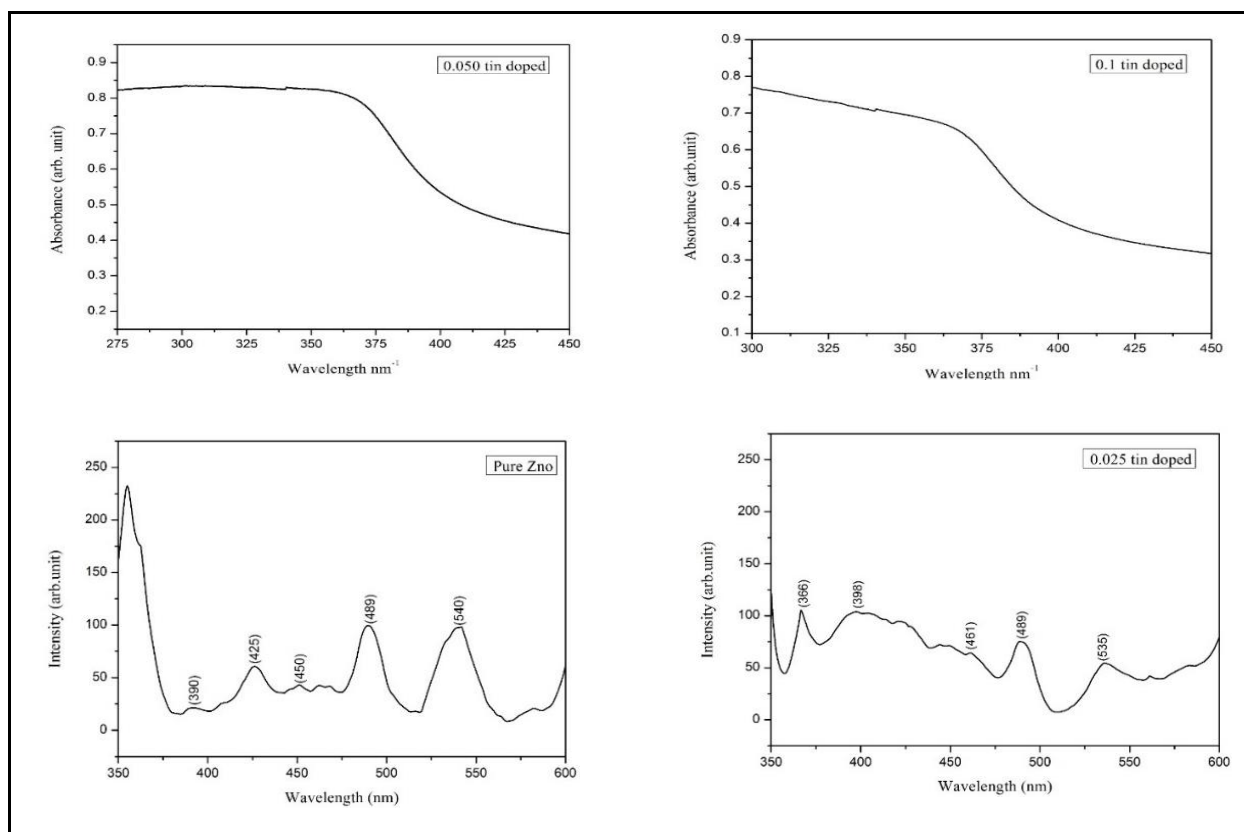 0.050 tin doped
Absorbance (arb. unit)
0.9
0.8
0.7
0.6
0.5
0.4
0.3
0.2
275 300 325 350 375 400 425 450
Wavelength nm⁻¹
0.1 tin doped
Absorbance (arb.unit)
0.9
0.8
0.7
0.6
0.5
0.4
0.3
0.2
0.1
300 325 350 375 400 425 450
Wavelength nm⁻¹
Pure Zno
Intensity (arb.unit)
250
200
150
100
50
0
(390)
(425)
(450)
(489)
(540)
350 400 450 500 550 600
Wavelength (nm)
0.025 tin doped
Intensity (arb.unit)
250
200
150
100
50
0
(366)
(398)
(461)
(489)
(535)
350 400 450 500 550 600
Wavelength (nm)